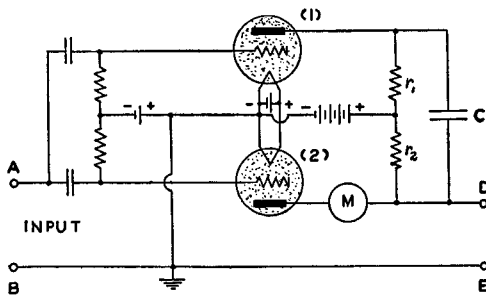 (1)
- +
- +
- +
r₁
C
r₂
(2)
A
M
D
INPUT
B
E